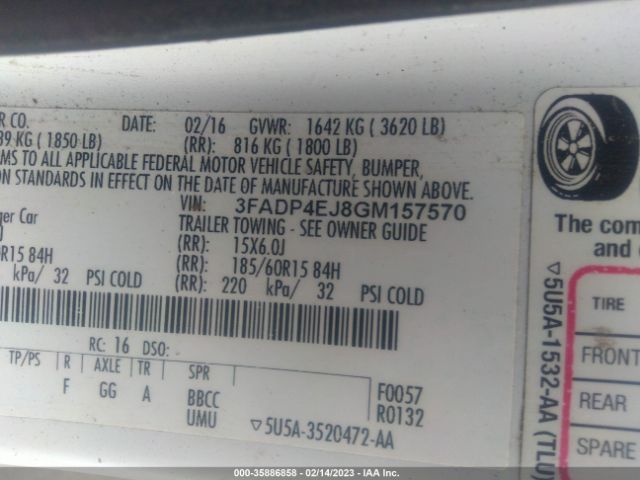 R CO. DATE: 02/16 GVWR: 1642 KG ( 3620 LB)
39 KG ( 1850 LB) (RR): 816 KG ( 1800 LB)
MS TO ALL APPLICABLE FEDERAL MOTOR VEHICLE SAFETY, BUMPER,
ON STANDARDS IN EFFECT ON THE DATE OF MANUFACTURE SHOWN ABOVE.
VIN: 3FADP4EJ8GM157570
ger Car TRAILER TOWING - SEE OWNER GUIDE
(RR): 15X6.0J
0R15 84H (RR): 185/60R15 84H
kPa/ 32 PSI COLD (RR): 220 kPa/ 32 PSI COLD
RC: 16 DSO:
TP/PS R AXLE TR SPR
F GG A BBCC F0057
UMU R0132
▽5U5A-3520472-AA
The com
and c
TIRE
FRONT
REAR
SPARE
▽5U5A-1532-AA (TLU)
000-35886858 - 02/14/2023 - IAA Inc.